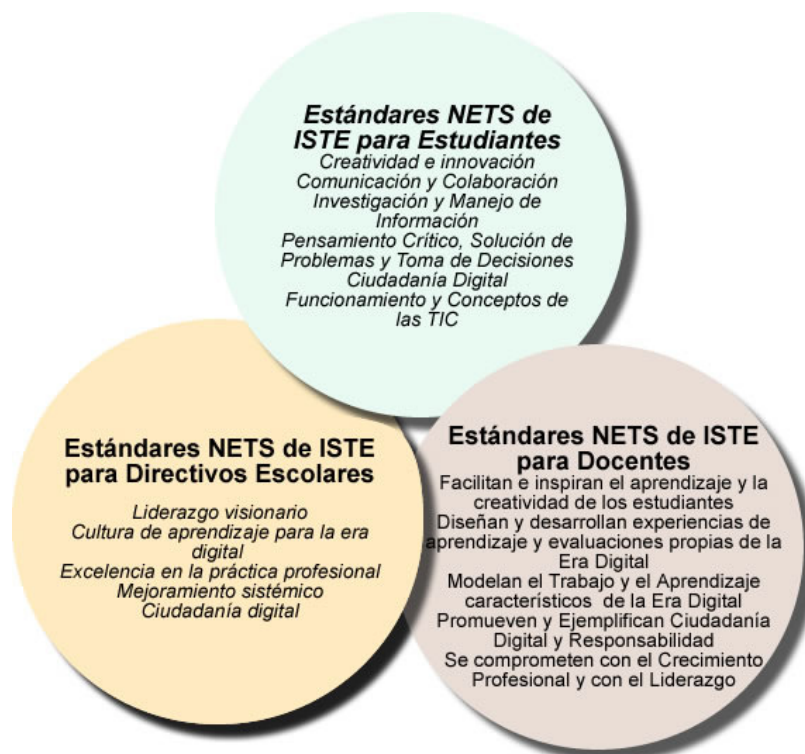 Estándares NETS de
ISTE para Estudiantes
Creatividad e innovación
Comunicación y Colaboración
Investigación y Manejo de
Información
Pensamiento Crítico, Solución de
Problemas y Toma de Decisiones
Ciudadanía Digital
Funcionamiento y Conceptos de
las TIC
Estándares NETS de ISTE
para Directivos Escolares
Liderazgo visionario
Cultura de aprendizaje para la era
digital
Excelencia en la práctica profesional
Mejoramiento sistémico
Ciudadanía digital
Estándares NETS de ISTE
para Docentes
Facilitan e inspiran el aprendizaje y la
creatividad de los estudiantes
Diseñan y desarrollan experiencias de
aprendizaje y evaluaciones propias de la
Era Digital
Modelan el Trabajo y el Aprendizaje
característicos de la Era Digital
Promueven y Ejemplifican Ciudadanía
Digital y Responsabilidad
Se comprometen con el Crecimiento
Profesional y con el Liderazgo